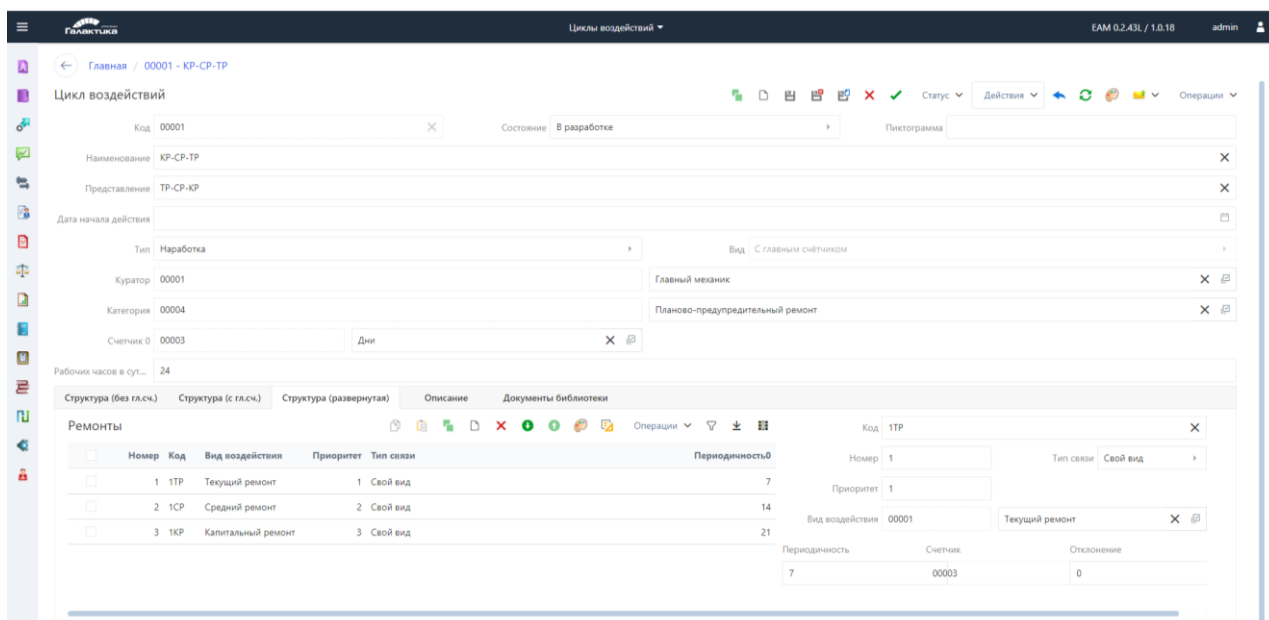 Галактика
Циклы воздействий
EAM 0.2.43L / 1.0.18 admin
Главная / 00001 - КР-СР-ТР
Цикл воздействий
Статус Действия Операции
Код 00001 Состояние В разработке Пиктограмма
Наименование КР-СР-ТР
Представление ТР-СР-КР
Дата начала действия
Тип Наработка Вид С главным счётчиком
Куратор 00001 Главный механик
Категория 00004 Планово-предупредительный ремонт
Счетчик 0 00003 Дни
Рабочих часов в сут... 24
Структура (без гл.сч.) Структура (с гл.сч.) Структура (развернутая) Описание Документы библиотеки
Ремонты Операции
Номер Код Вид воздействия Приоритет Тип связи Периодичность0
1 1ТР Текущий ремонт 1 Свой вид 7
2 1СР Средний ремонт 2 Свой вид 14
3 1КР Капитальный ремонт 3 Свой вид 21
Код 1ТР
Номер 1 Тип связи Свой вид
Приоритет 1
Вид воздействия 00001 Текущий ремонт
Периодичность Счетчик Отклонение
7 00003 0